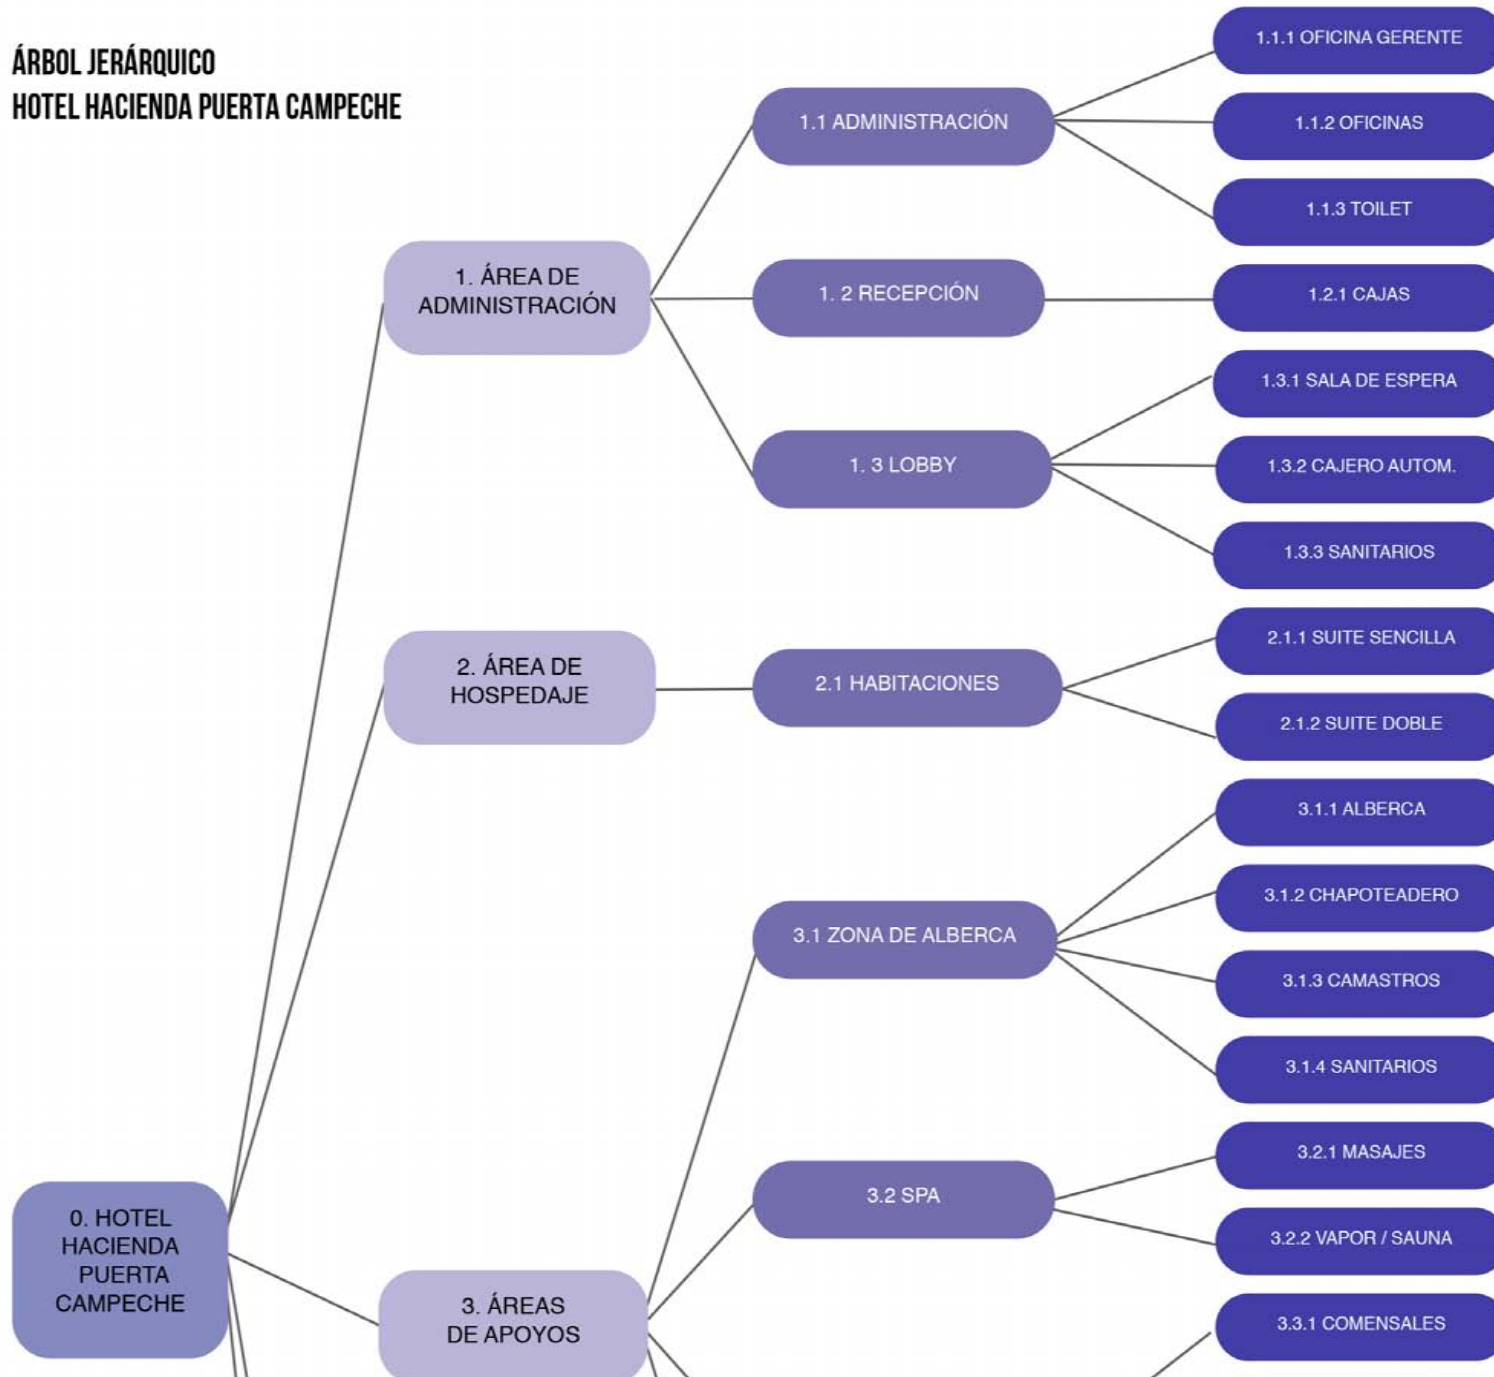 ÁRBOL JERÁRQUICO
HOTEL HACIENDA PUERTA CAMPECHE
0. HOTEL
HACIENDA
PUERTA
CAMPECHE
1. ÁREA DE
ADMINISTRACIÓN
1.1 ADMINISTRACIÓN
1.1.1 OFICINA GERENTE
1.1.2 OFICINAS
1.1.3 TOILET
1. 2 RECEPCIÓN
1.2.1 CAJAS
1. 3 LOBBY
1.3.1 SALA DE ESPERA
1.3.2 CAJERO AUTOM.
1.3.3 SANITARIOS
2. ÁREA DE
HOSPEDAJE
2.1 HABITACIONES
2.1.1 SUITE SENCILLA
2.1.2 SUITE DOBLE
3. ÁREAS
DE APOYOS
3.1 ZONA DE ALBERCA
3.1.1 ALBERCA
3.1.2 CHAPOTEADERO
3.1.3 CAMASTROS
3.1.4 SANITARIOS
3.2 SPA
3.2.1 MASAJES
3.2.2 VAPOR / SAUNA
3.3.1 COMENSALES